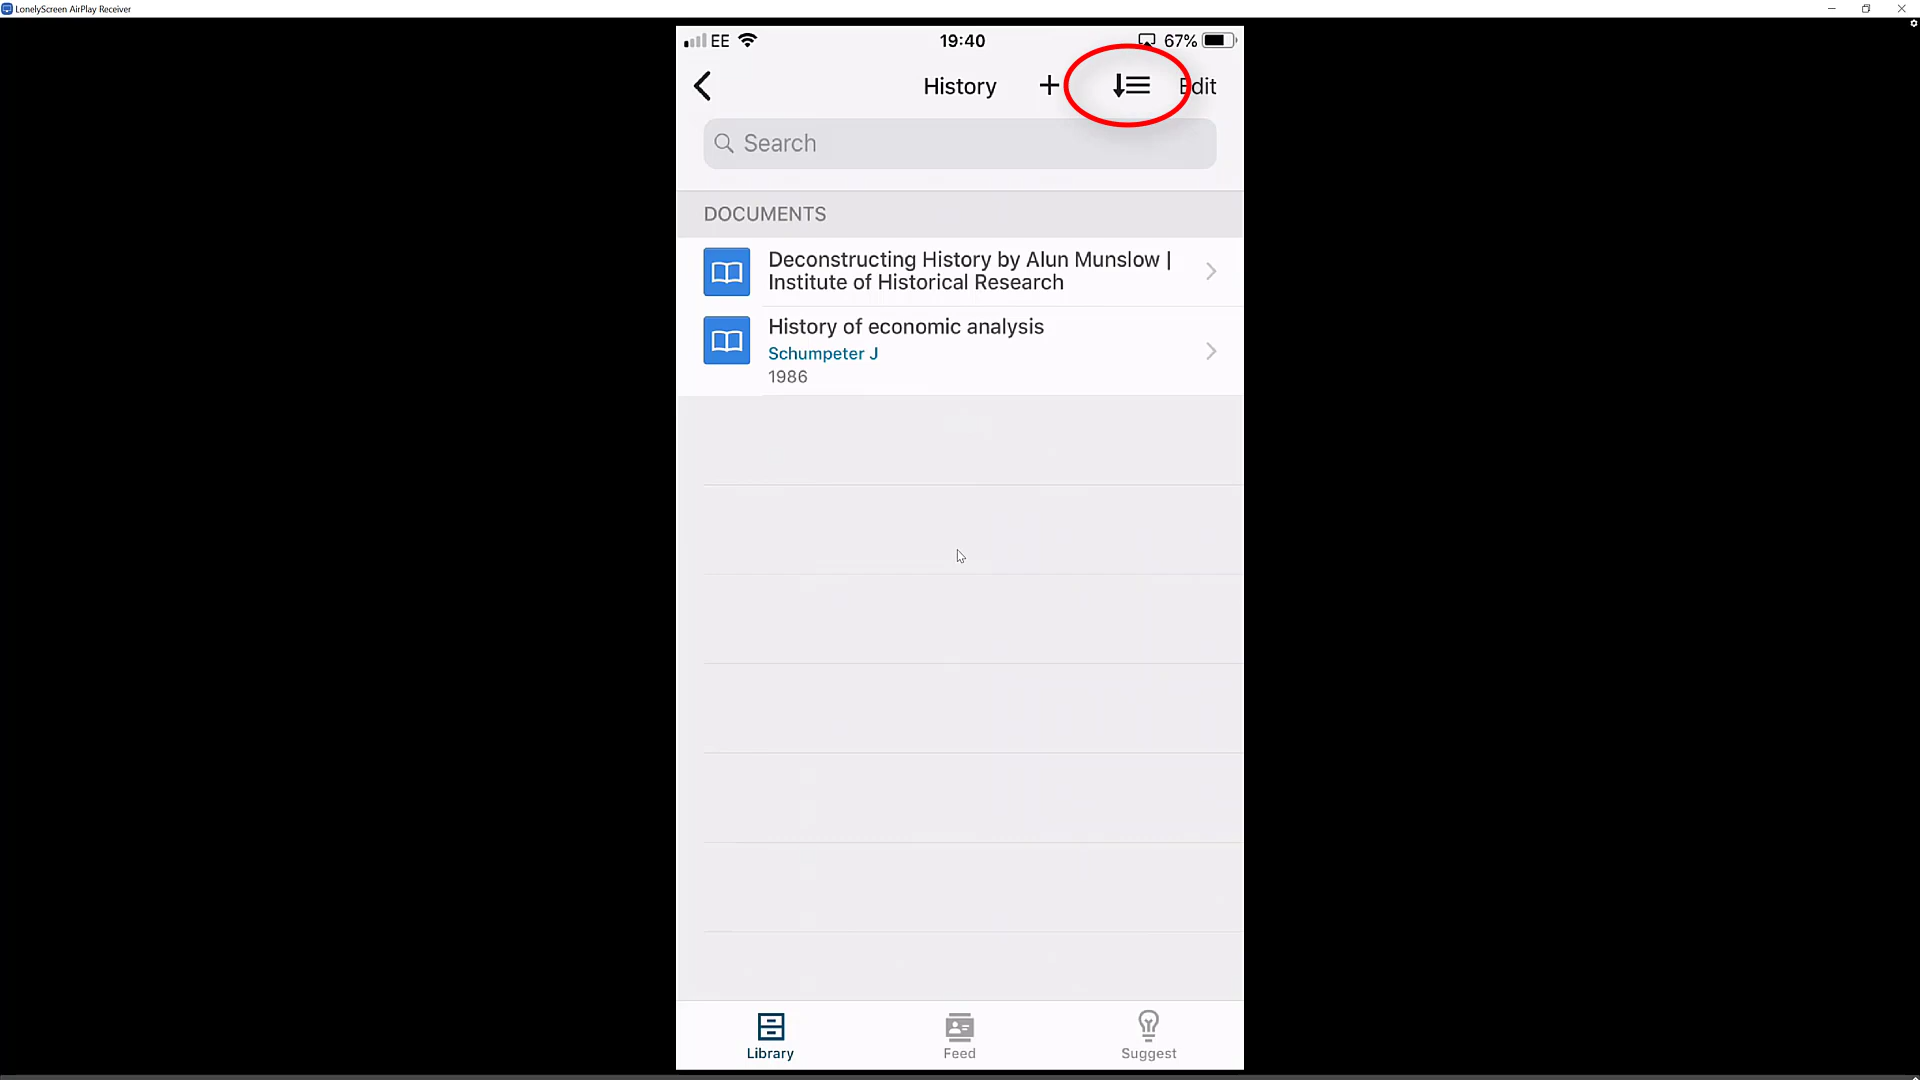 LonelyScreen AirPlay Receiver
EE 19:40 67%
History + Edit
Search
DOCUMENTS
Deconstructing History by Alun Munslow |
Institute of Historical Research
History of economic analysis
Schumpeter J
1986
Library Feed Suggest